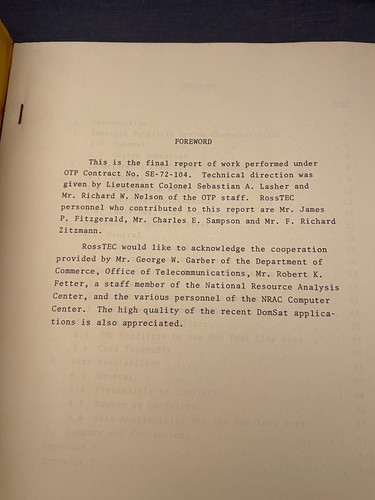 FOREWORD
This is the final report of work performed under
OTP Contract No. SE-72-104. Technical direction was
given by Lieutenant Colonel Sebastian A. Lasher and
Mr. Richard W. Nelson of the OTP staff. RossTEC
personnel who contributed to this report are Mr. James
P. Fitzgerald, Mr. Charles E. Sampson and Mr. F. Richard
Zitzmann.
RossTEC would like to acknowledge the cooperation
provided by Mr. George W. Garber of the Department of
Commerce, Office of Telecommunications, Mr. Robert K.
Fetter, a staff member of the National Resource Analysis
Center, and the various personnel of the NRAC Computer
Center. The high quality of the recent DomSat applica-
tions is also appreciated.